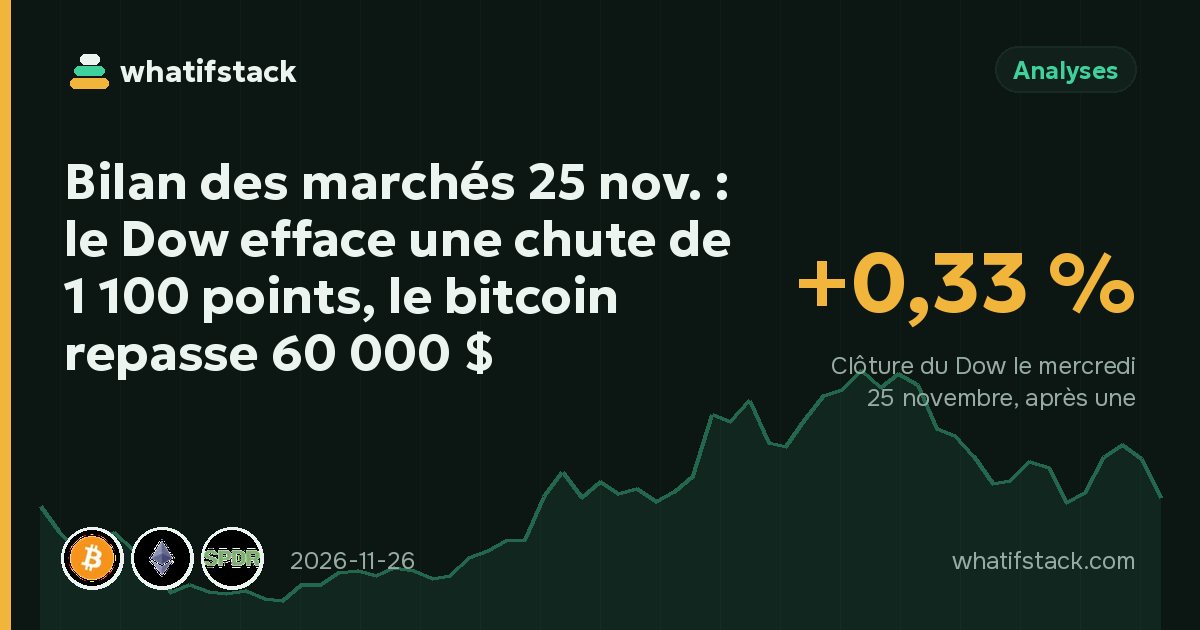 whatifstack
Analyses
Bilan des marchés 25 nov. :
le Dow efface une chute de
1 100 points, le bitcoin
repasse 60 000 $
+0,33 %
Clôture du Dow le mercredi
25 novembre, après une
SPDR
2026-11-26
whatifstack.com